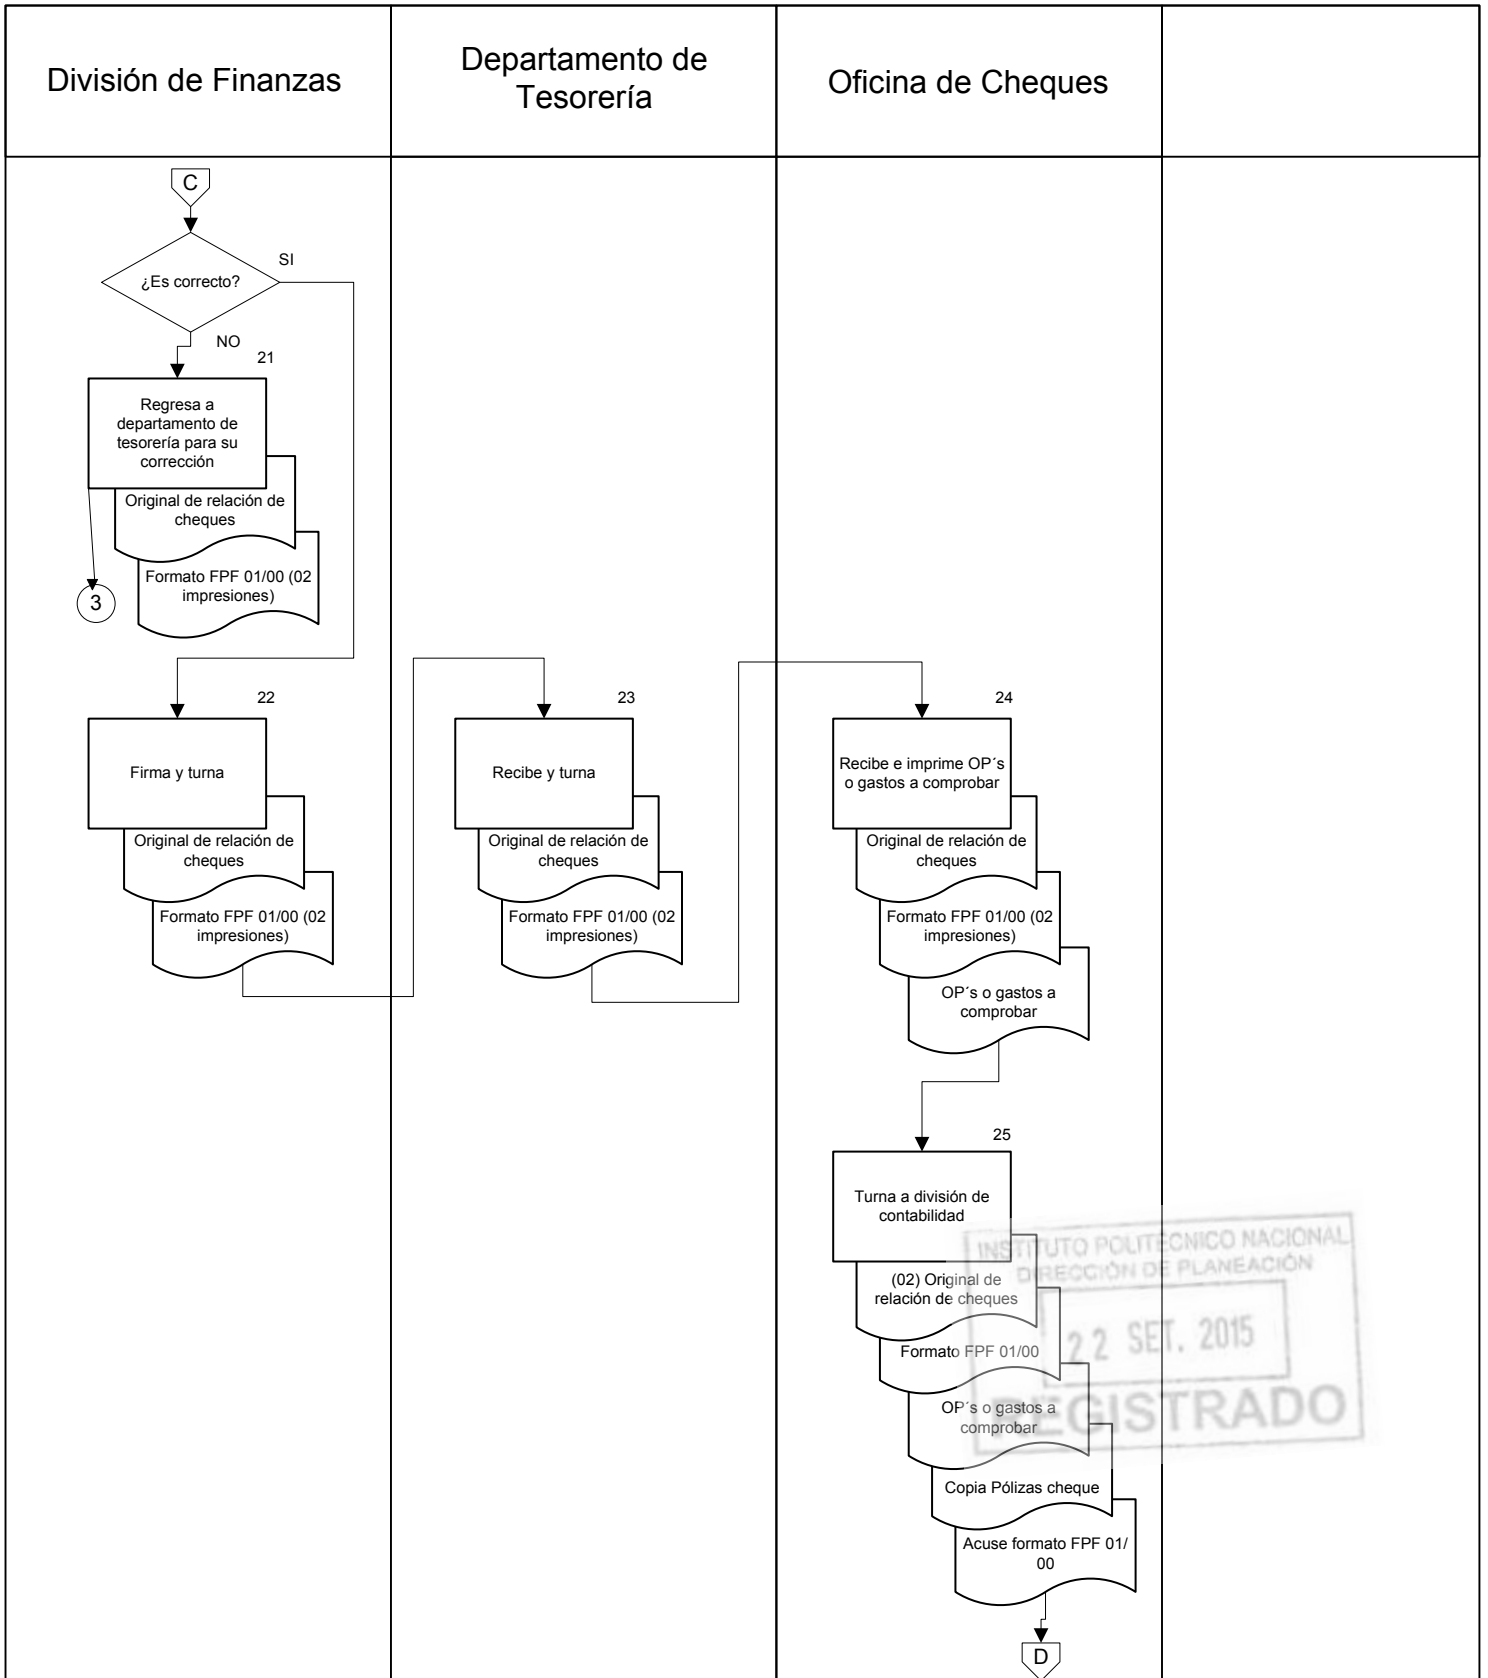 División de Finanzas
Departamento de
Tesorería
Oficina de Cheques
C
¿Es correcto?
SI
NO
21
Regresa a
departamento de
tesorería para su
corrección
Original de relación de
cheques
Formato FPF 01/00 (02
impresiones)
3
22
Firma y turna
Original de relación de
cheques
Formato FPF 01/00 (02
impresiones)
23
Recibe y turna
Original de relación de
cheques
Formato FPF 01/00 (02
impresiones)
24
Recibe e imprime OP´s
o gastos a comprobar
Original de relación de
cheques
Formato FPF 01/00 (02
impresiones)
OP´s o gastos a
comprobar
25
Turna a división de
contabilidad
(02) Original de
relación de cheques
Formato FPF 01/00
OP´s o gastos a
comprobar
Copia Pólizas cheque
Acuse formato FPF 01/
00
D
INSTITUTO POLITÉCNICO NACIONAL
DIRECCIÓN DE PLANEACIÓN
22 SET. 2015
REGISTRADO